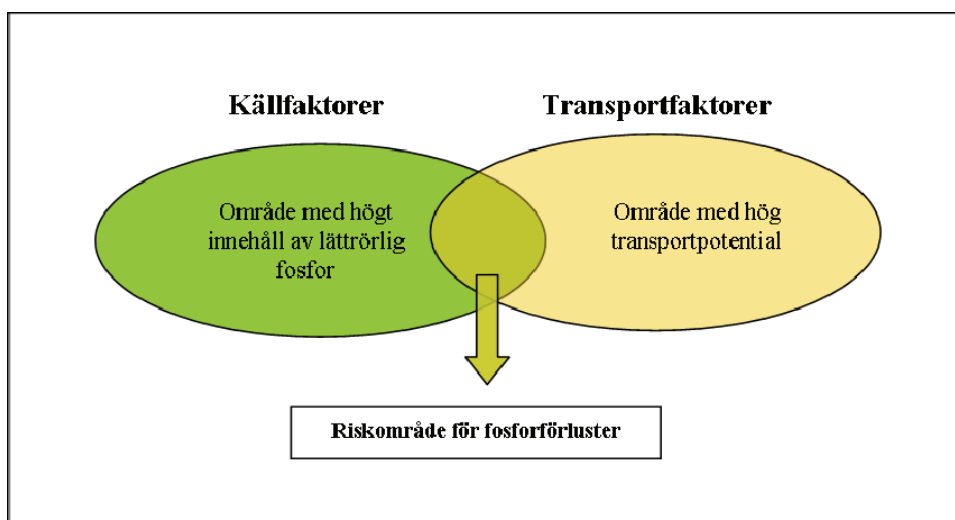 Källfaktorer
Transportfaktorer
Område med högt
innehåll av lättrörlig
fosfor
Område med hög
transportpotential
Riskområde för fosforförluster